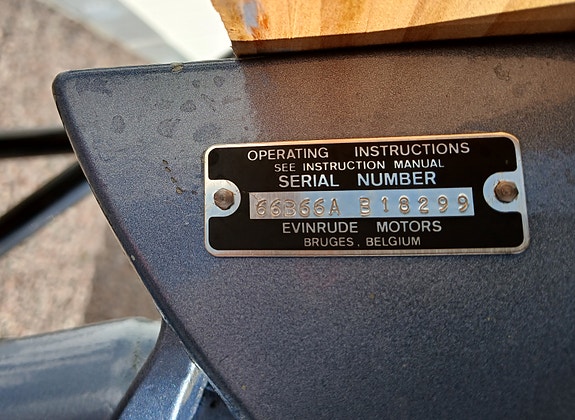 OPERATING INSTRUCTIONS
SEE INSTRUCTION MANUAL
SERIAL NUMBER
66B66A B18299
EVINRUDE MOTORS
BRUGES, BELGIUM